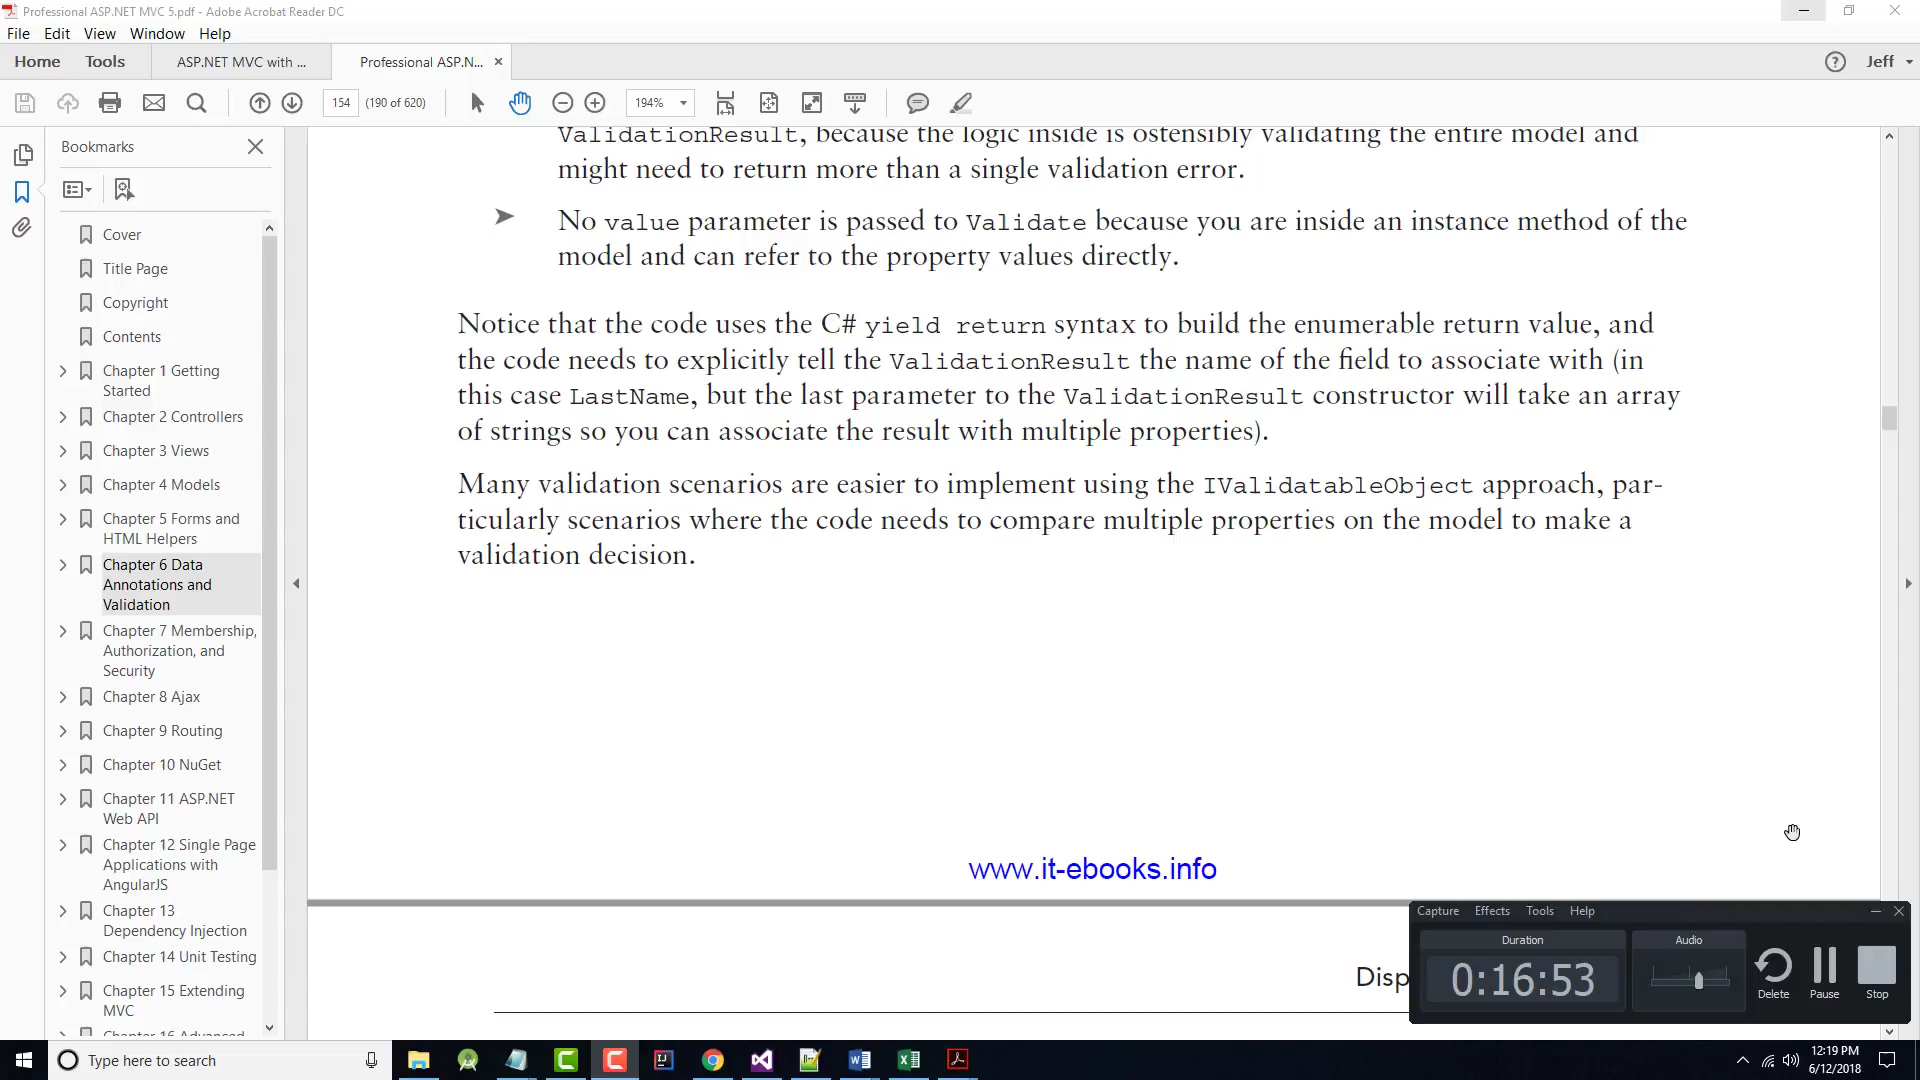 Professional ASP.NET MVC 5.pdf - Adobe Acrobat Reader DC
File Edit View Window Help
Home Tools ASP.NET MVC with ... Professional ASP.N... Jeff
154 (190 of 620) 194%
Bookmarks
Cover
Title Page
Copyright
Contents
Chapter 1 Getting
Started
Chapter 2 Controllers
Chapter 3 Views
Chapter 4 Models
Chapter 5 Forms and
HTML Helpers
Chapter 6 Data
Annotations and
Validation
Chapter 7 Membership,
Authorization, and
Security
Chapter 8 Ajax
Chapter 9 Routing
Chapter 10 NuGet
Chapter 11 ASP.NET
Web API
Chapter 12 Single Page
Applications with
AngularJS
Chapter 13
Dependency Injection
Chapter 14 Unit Testing
Chapter 15 Extending
MVC
Chapter 16 Advanced
ValidationResult, because the logic inside is ostensibly validating the entire model and
might need to return more than a single validation error.
➤ No value parameter is passed to Validate because you are inside an instance method of the
model and can refer to the property values directly.
Notice that the code uses the C# yield return syntax to build the enumerable return value, and
the code needs to explicitly tell the ValidationResult the name of the field to associate with (in
this case LastName, but the last parameter to the ValidationResult constructor will take an array
of strings so you can associate the result with multiple properties).
Many validation scenarios are easier to implement using the IValidatableObject approach, par-
ticularly scenarios where the code needs to compare multiple properties on the model to make a
validation decision.
www.it-ebooks.info
Disp
Capture Effects Tools Help
Duration Audio
0:16:53
Delete Pause Stop
Type here to search
12:19 PM
6/12/2018